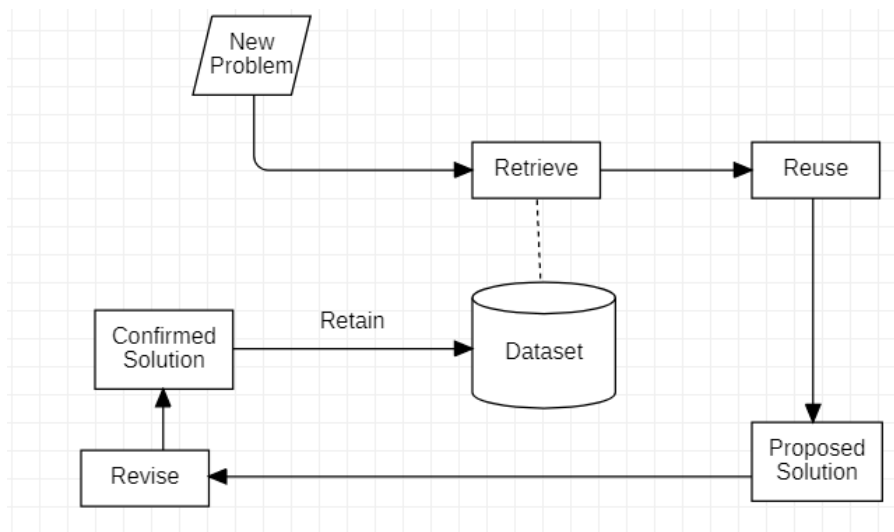 New
Problem
Retrieve
Reuse
Retain
Confirmed
Solution
Dataset
Proposed
Solution
Revise